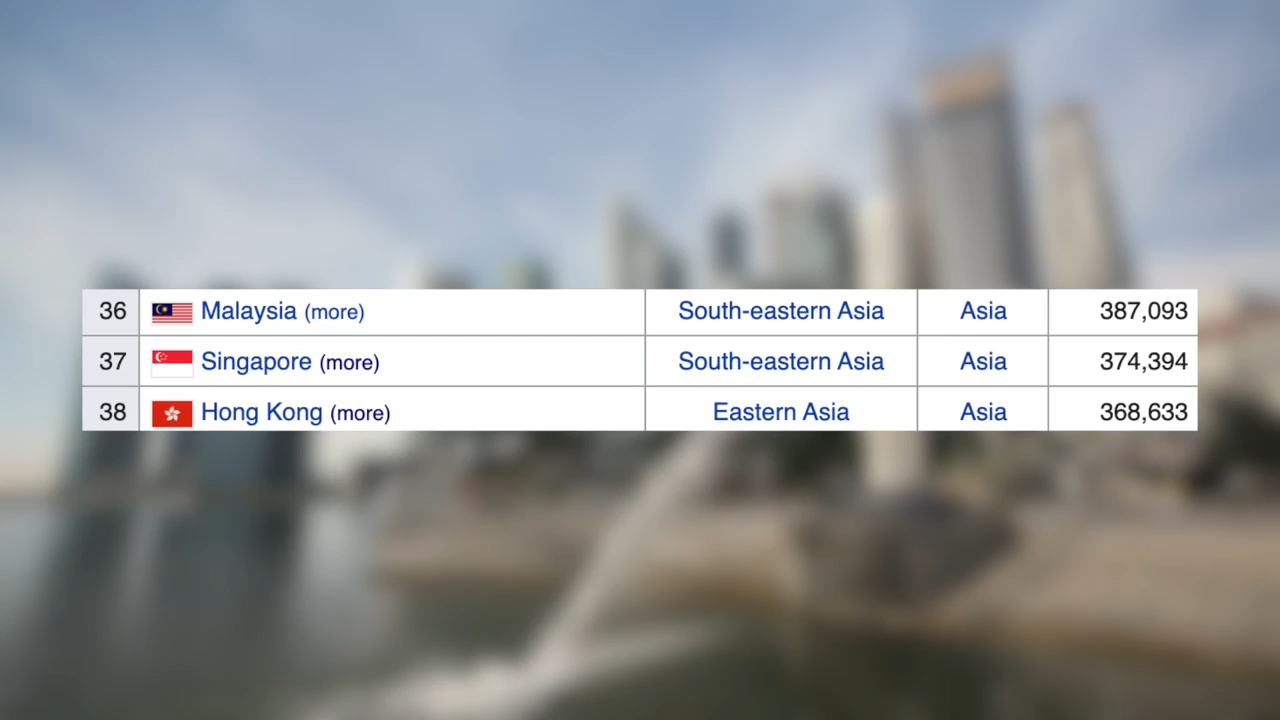 36 Malaysia (more) South-eastern Asia Asia 387,093
37 Singapore (more) South-eastern Asia Asia 374,394
38 Hong Kong (more) Eastern Asia Asia 368,633